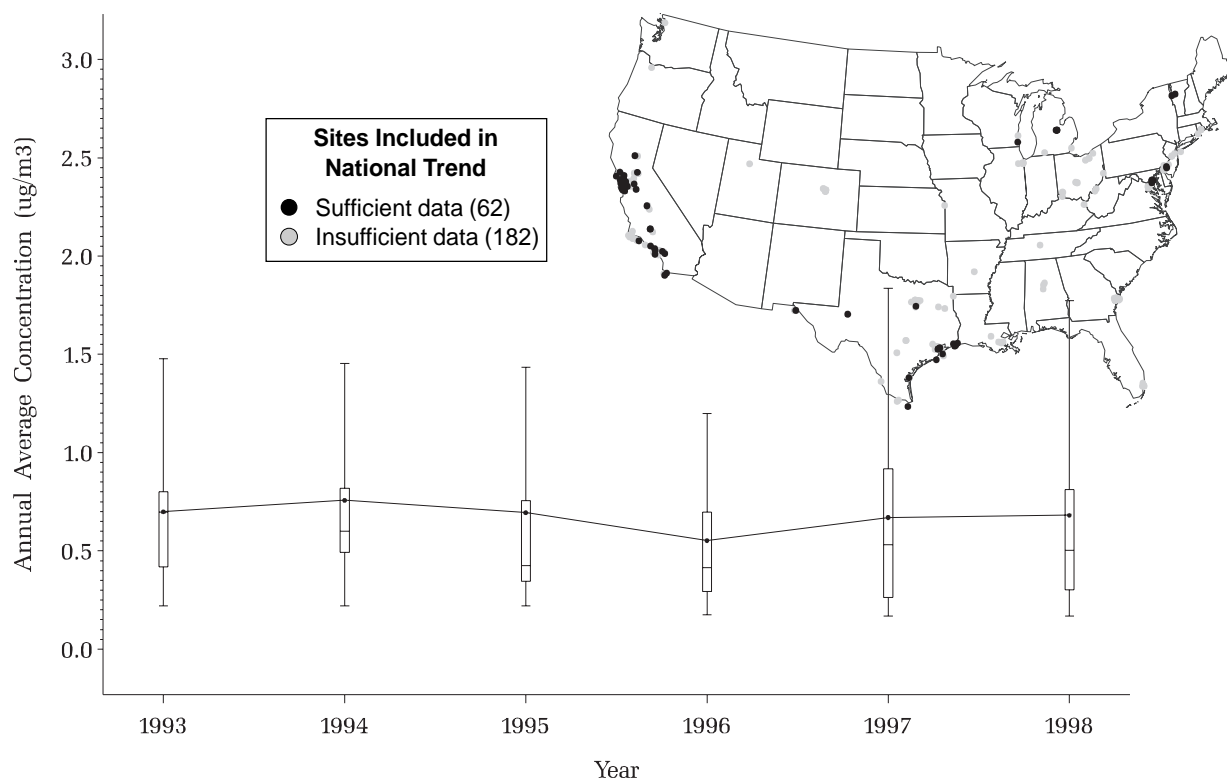 Annual Average Concentration (ug/m3)
3.0
2.5
2.0
1.5
1.0
0.5
0.0
Sites Included in
National Trend
Sufficient data (62)
Insufficient data (182)
1993 1994 1995 1996 1997 1998
Year